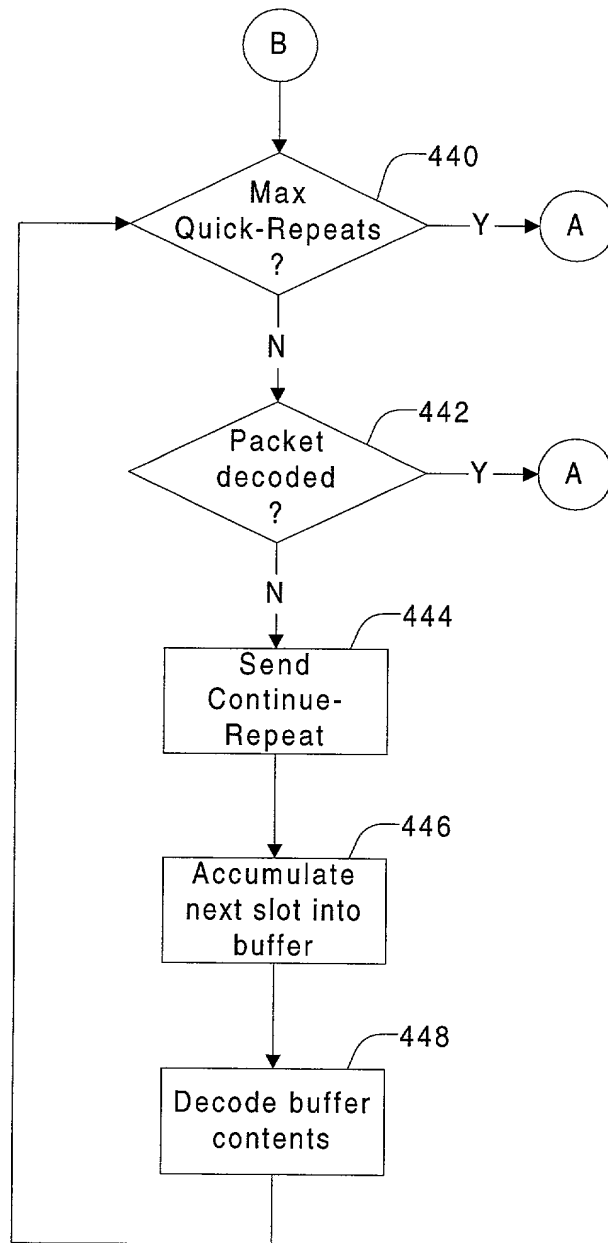 B
440
Max
Quick-Repeats
?
Y
A
N
442
Packet
decoded
?
Y
A
N
444
Send
Continue-
Repeat
446
Accumulate
next slot into
buffer
448
Decode buffer
contents